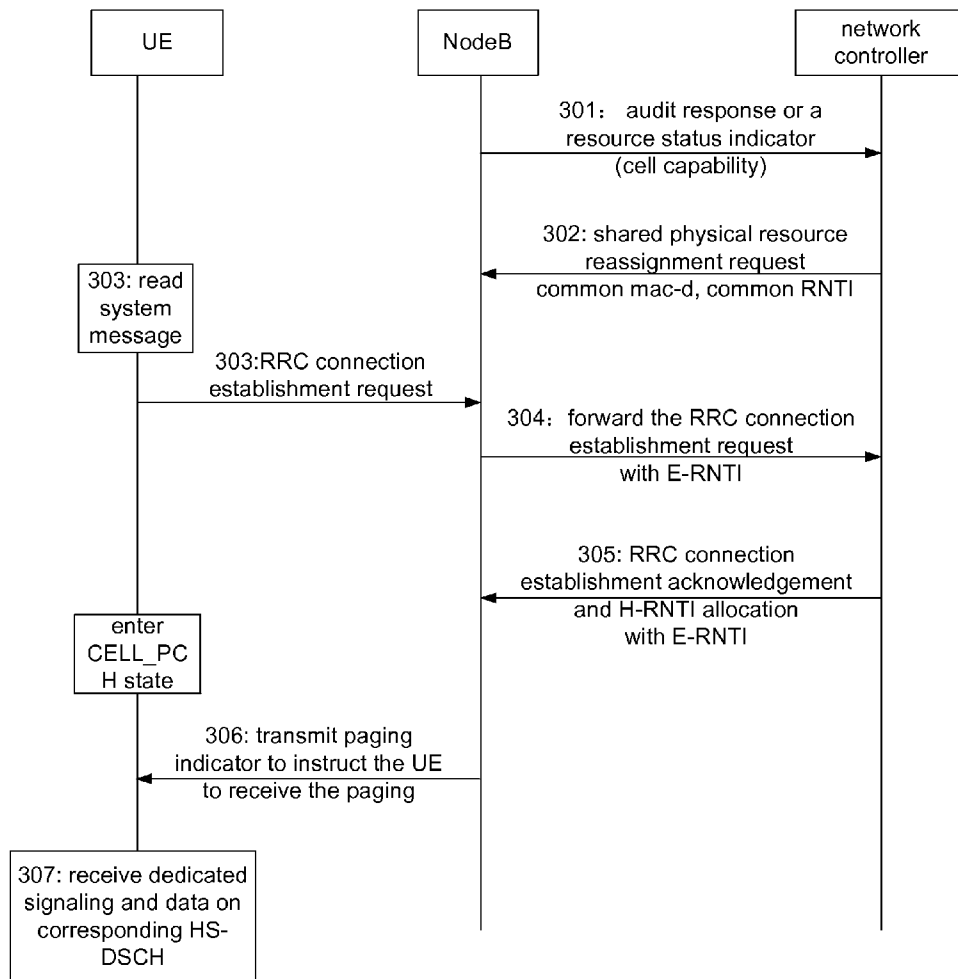 UE
NodeB
network
controller
301: audit response or a
resource status indicator
(cell capability)
302: shared physical resource
reassignment request
common mac-d, common RNTI
303: read
system
message
303:RRC connection
establishment request
304: forward the RRC connection
establishment request
with E-RNTI
305: RRC connection
establishment acknowledgement
and H-RNTI allocation
with E-RNTI
enter
CELL_PC
H state
306: transmit paging
indicator to instruct the UE
to receive the paging
307: receive dedicated
signaling and data on
corresponding HS-
DSCH